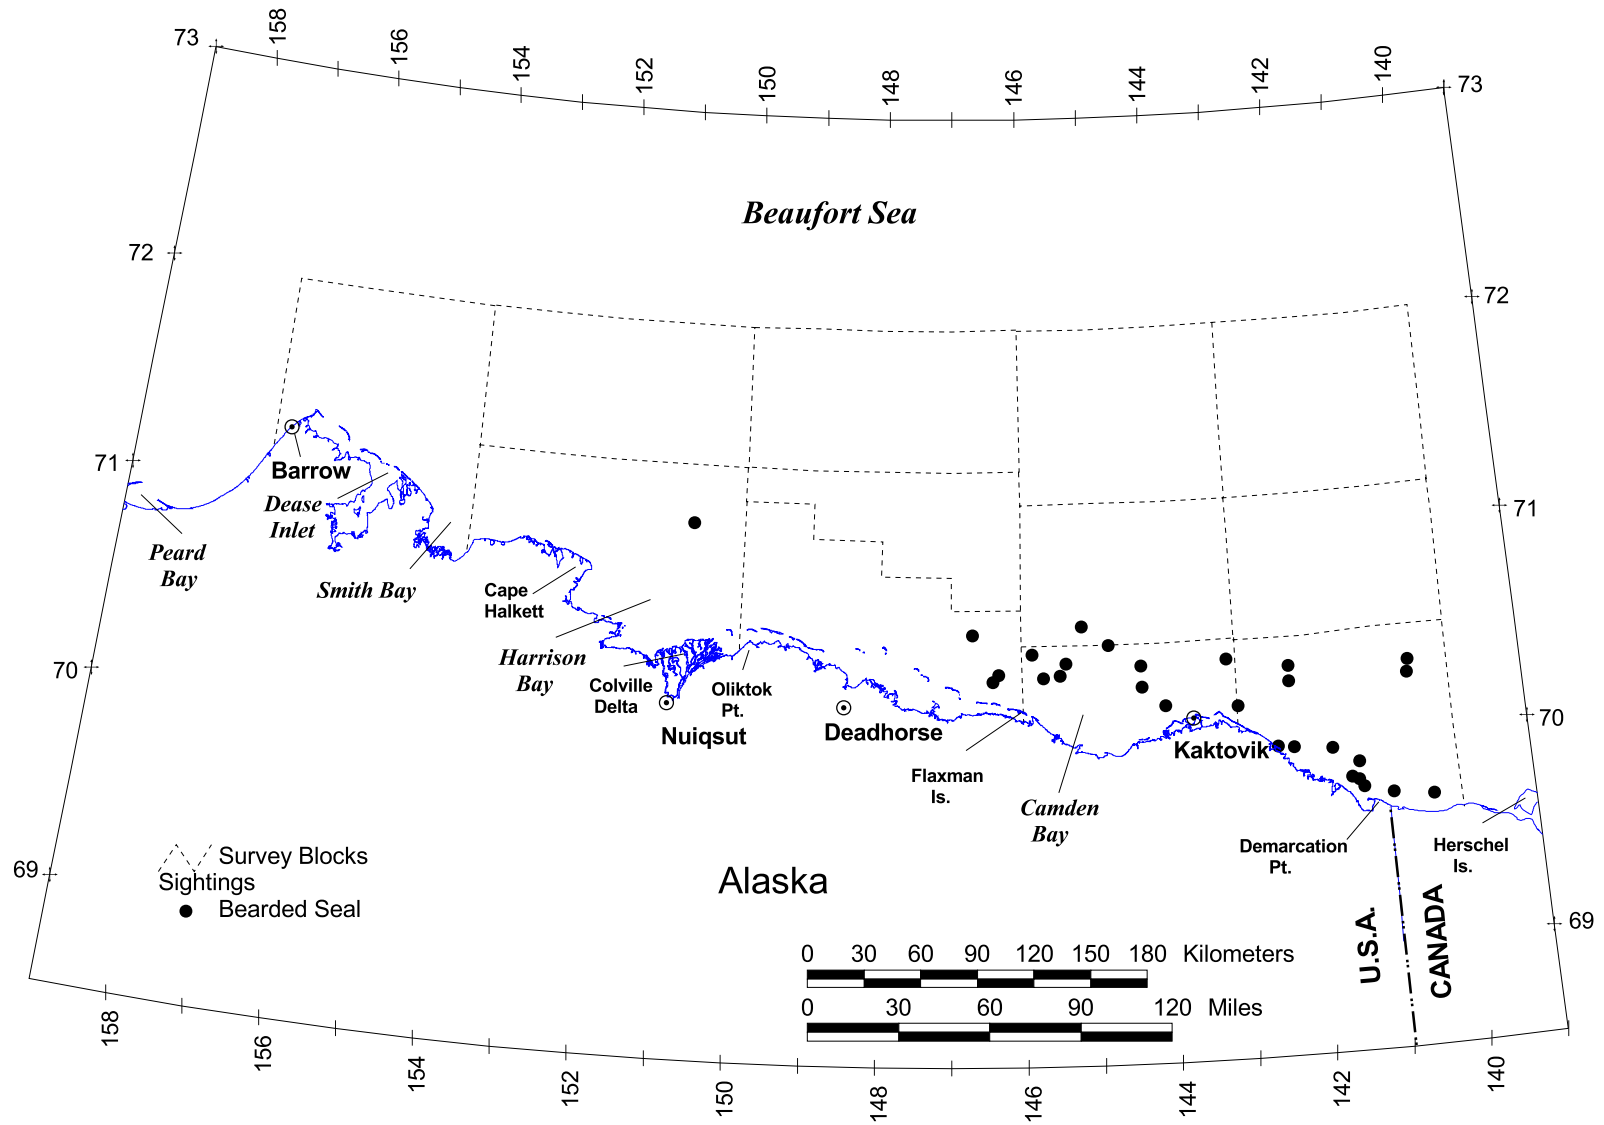 158
156
154
152
150
148
146
144
142
140
73
73
Beaufort Sea
72
72
71
71
Barrow
Dease
Inlet
Peard
Bay
Smith Bay
Cape
Halkett
Harrison
Bay
Colville
Delta
Oliktok
Pt.
Nuiqsut
Deadhorse
Kaktovik
Flaxman
Is.
Camden
Bay
Demarcation
Pt.
Herschel
Is.
70
70
Survey Blocks
Sightings
Bearded Seal
Alaska
U.S.A.
CANADA
69
69
0 30 60 90 120 150 180 Kilometers
0 30 60 90 120 Miles
158
156
154
152
150
148
146
144
142
140